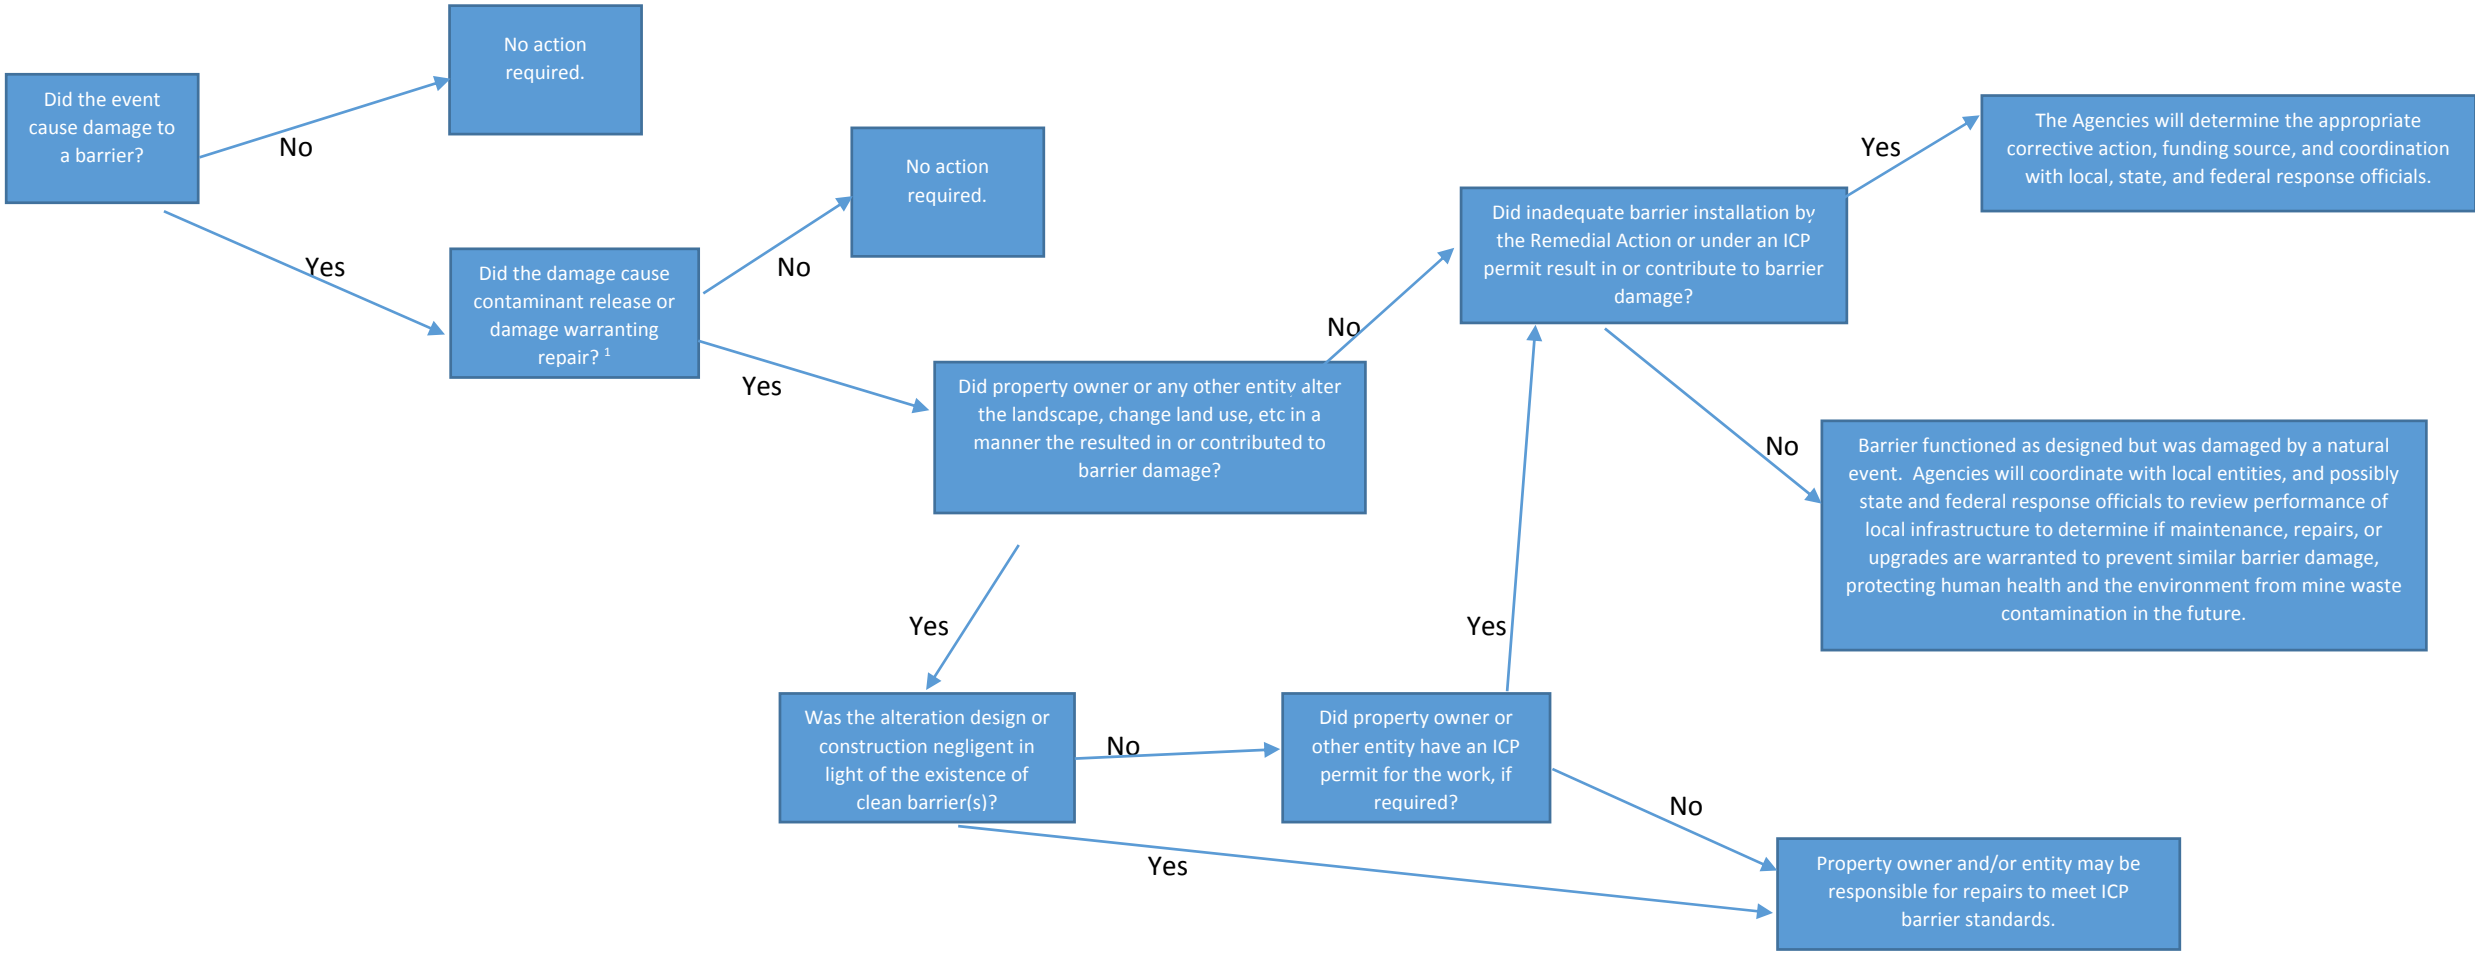 No action
required.
Did the event
cause damage to
a barrier?
No
No action
required.
The Agencies will determine the appropriate
corrective action, funding source, and coordination
with local, state, and federal response officials.
Yes
Did inadequate barrier installation by
the Remedial Action or under an ICP
permit result in or contribute to barrier
damage?
Yes
Did the damage cause
contaminant release or
damage warranting
repair? 1
No
No
Yes
Did property owner or any other entity alter
the landscape, change land use, etc in a
manner the resulted in or contributed to
barrier damage?
No
Barrier functioned as designed but was damaged by a natural
event. Agencies will coordinate with local entities, and possibly
state and federal response officials to review performance of
local infrastructure to determine if maintenance, repairs, or
upgrades are warranted to prevent similar barrier damage,
protecting human health and the environment from mine waste
contamination in the future.
Yes
Yes
Was the alteration design or
construction negligent in
light of the existence of
clean barrier(s)?
No
Did property owner or
other entity have an ICP
permit for the work, if
required?
No
Yes
Property owner and/or entity may be
responsible for repairs to meet ICP
barrier standards.